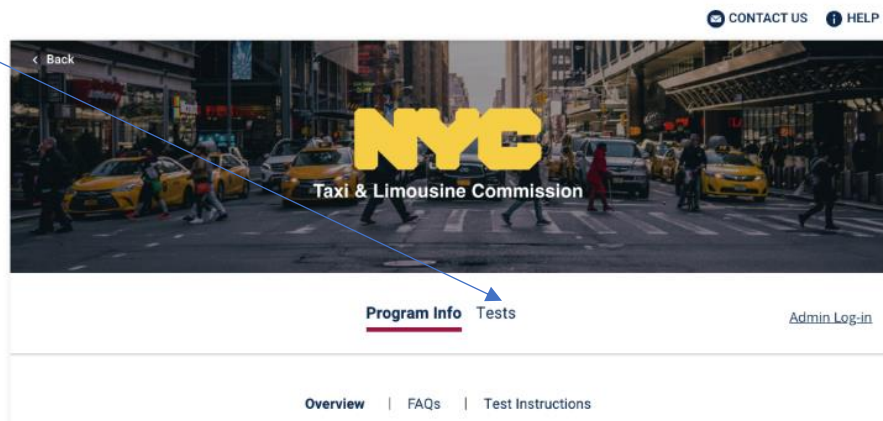 CONTACT US HELP
< Back
NYC
Taxi & Limousine Commission
Program Info Tests Admin Log-in
Overview | FAQs | Test Instructions